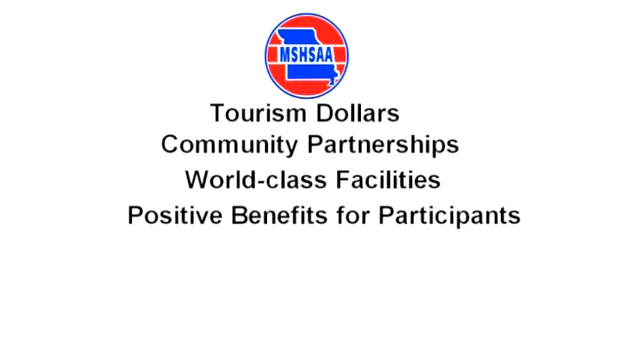 MSHSAA
Tourism Dollars
Community Partnerships
World-class Facilities
Positive Benefits for Participants